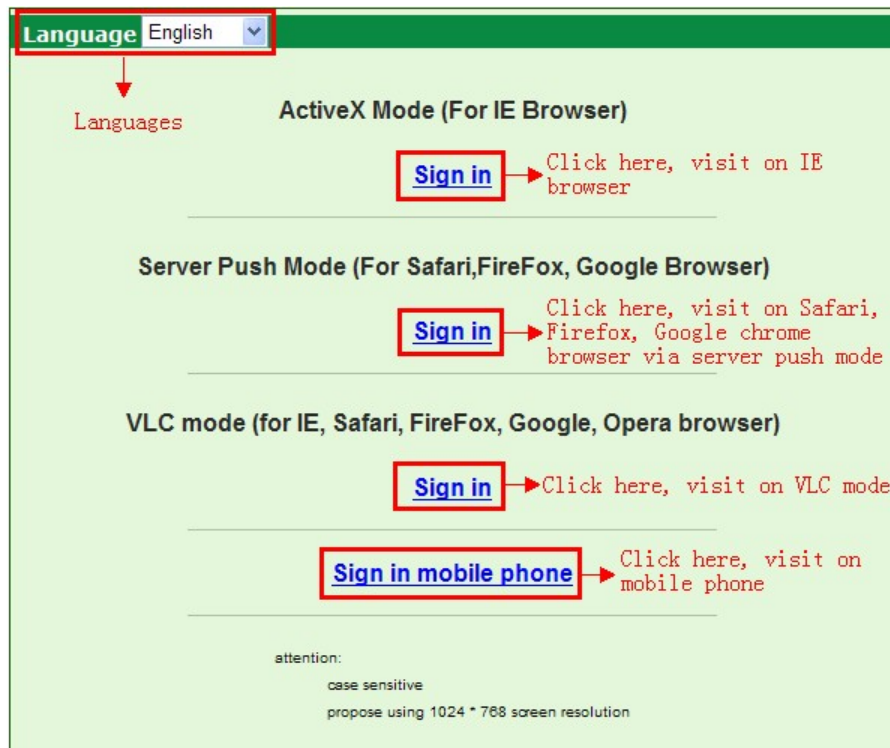 Language English
Languages
ActiveX Mode (For IE Browser)
Sign in
Click here, visit on IE
browser
Server Push Mode (For Safari,FireFox, Google Browser)
Sign in
Click here, visit on Safari,
Firefox, Google chrome
browser via server push mode
VLC mode (for IE, Safari, FireFox, Google, Opera browser)
Sign in
Click here, visit on VLC mode
Sign in mobile phone
Click here, visit on
mobile phone
attention:
case sensitive
propose using 1024 * 768 screen resolution